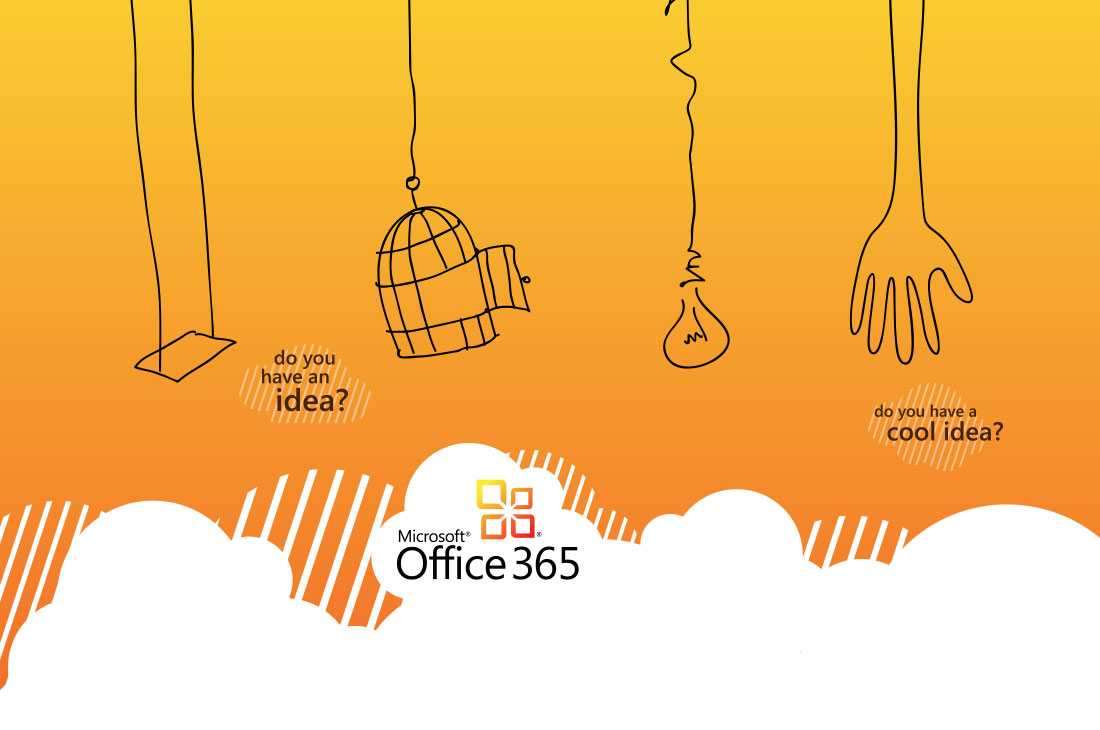 do you
have an
idea?
do you have a
cool idea?
Microsoft®
Office 365